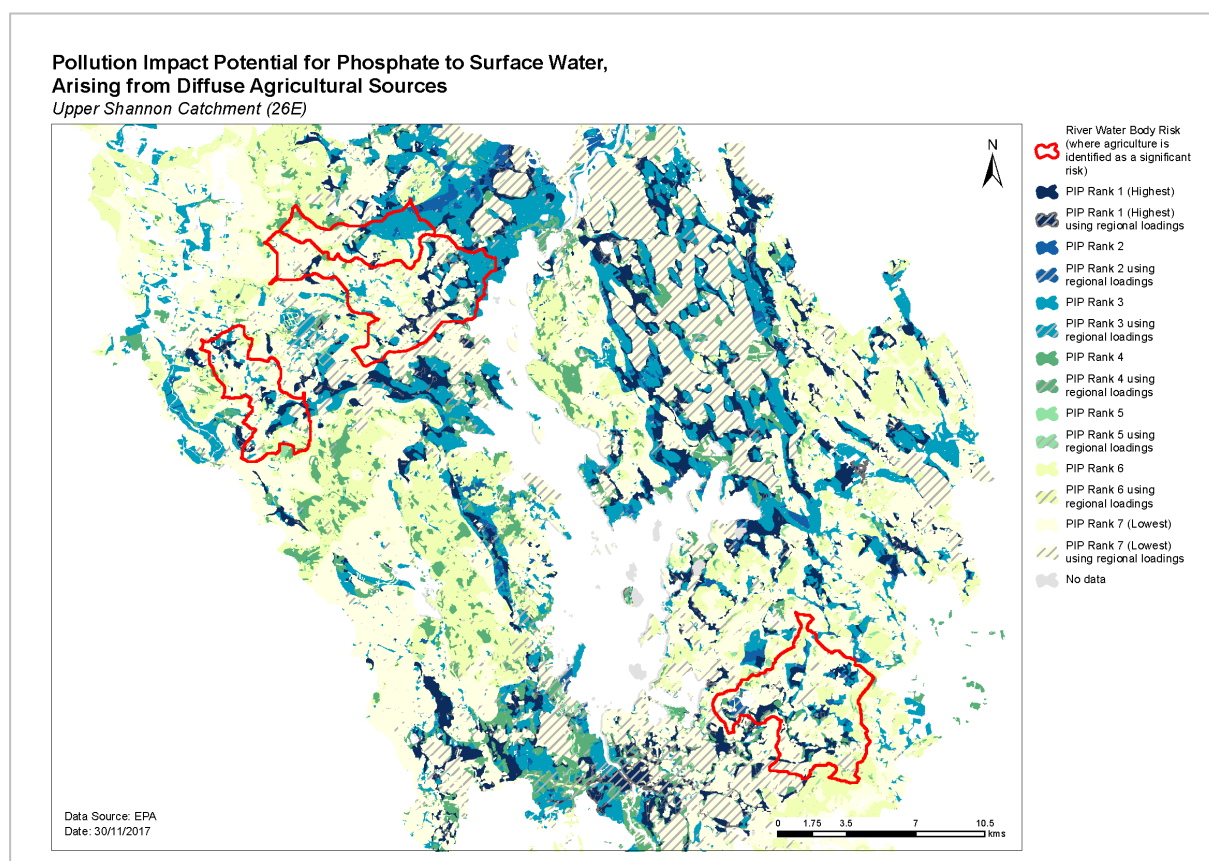 Pollution Impact Potential for Phosphate to Surface Water,
Arising from Diffuse Agricultural Sources
Upper Shannon Catchment (26E)
N
River Water Body Risk
(where agriculture is
identified as a significant
risk)
PIP Rank 1 (Highest)
PIP Rank 1 (Highest)
using regional loadings
PIP Rank 2
PIP Rank 2 using
regional loadings
PIP Rank 3
PIP Rank 3 using
regional loadings
PIP Rank 4
PIP Rank 4 using
regional loadings
PIP Rank 5
PIP Rank 5 using
regional loadings
PIP Rank 6
PIP Rank 6 using
regional loadings
PIP Rank 7 (Lowest)
PIP Rank 7 (Lowest)
using regional loadings
No data
Data Source: EPA
Date: 30/11/2017
0 1.75 3.5 7 10.5
kms